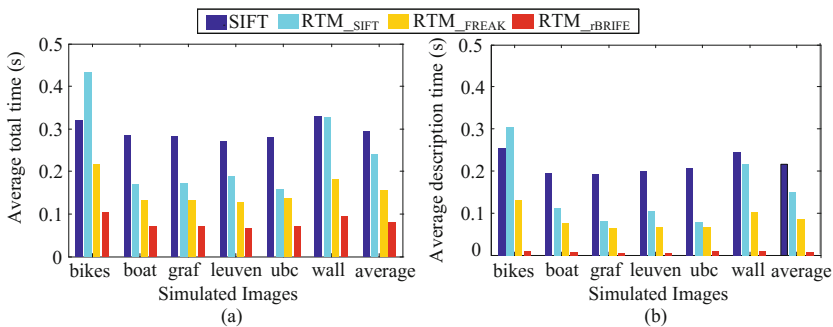 SIFT RTM_SIFT RTM_FREAK RTM_rBRIFE
Average total time (s)
0.5
0.4
0.3
0.2
0.1
0
bikes boat graf leuven ubc wall average
Simulated Images
(a)
Average description time (s)
0.5
0.4
0.3
0.2
0.1
0
bikes boat graf leuven ubc wall average
Simulated Images
(b)